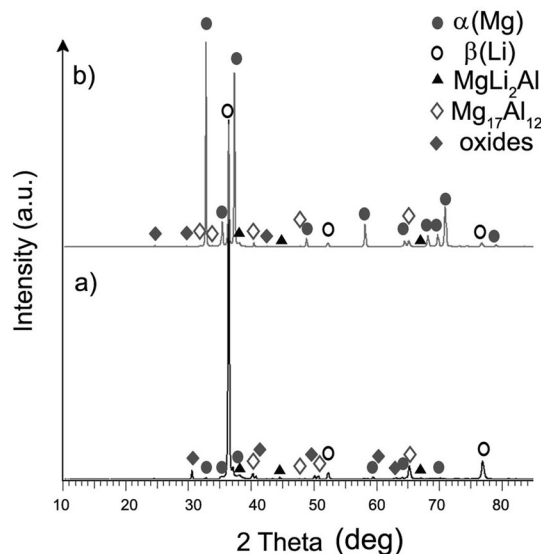 α(Mg)
β(Li)
MgLi₂Al
Mg₁₇Al₁₂
oxides
b)
a)
Intensity (a.u.)
10 20 30 40 50 60 70 80
2 Theta (deg)